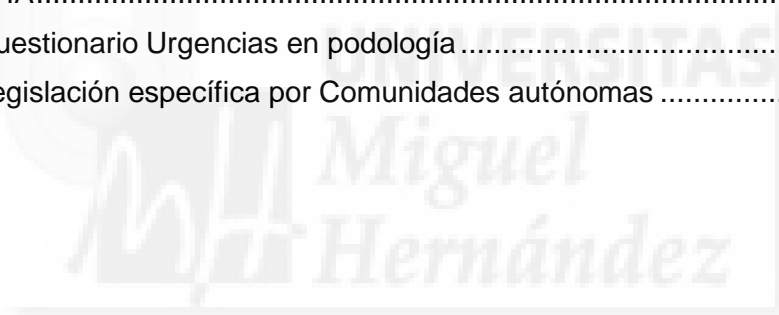 uestionario Urgencias en podología ........................................................
egislación específica por Comunidades autónomas ..............
UNIVERSITAS
Miguel
Hernández